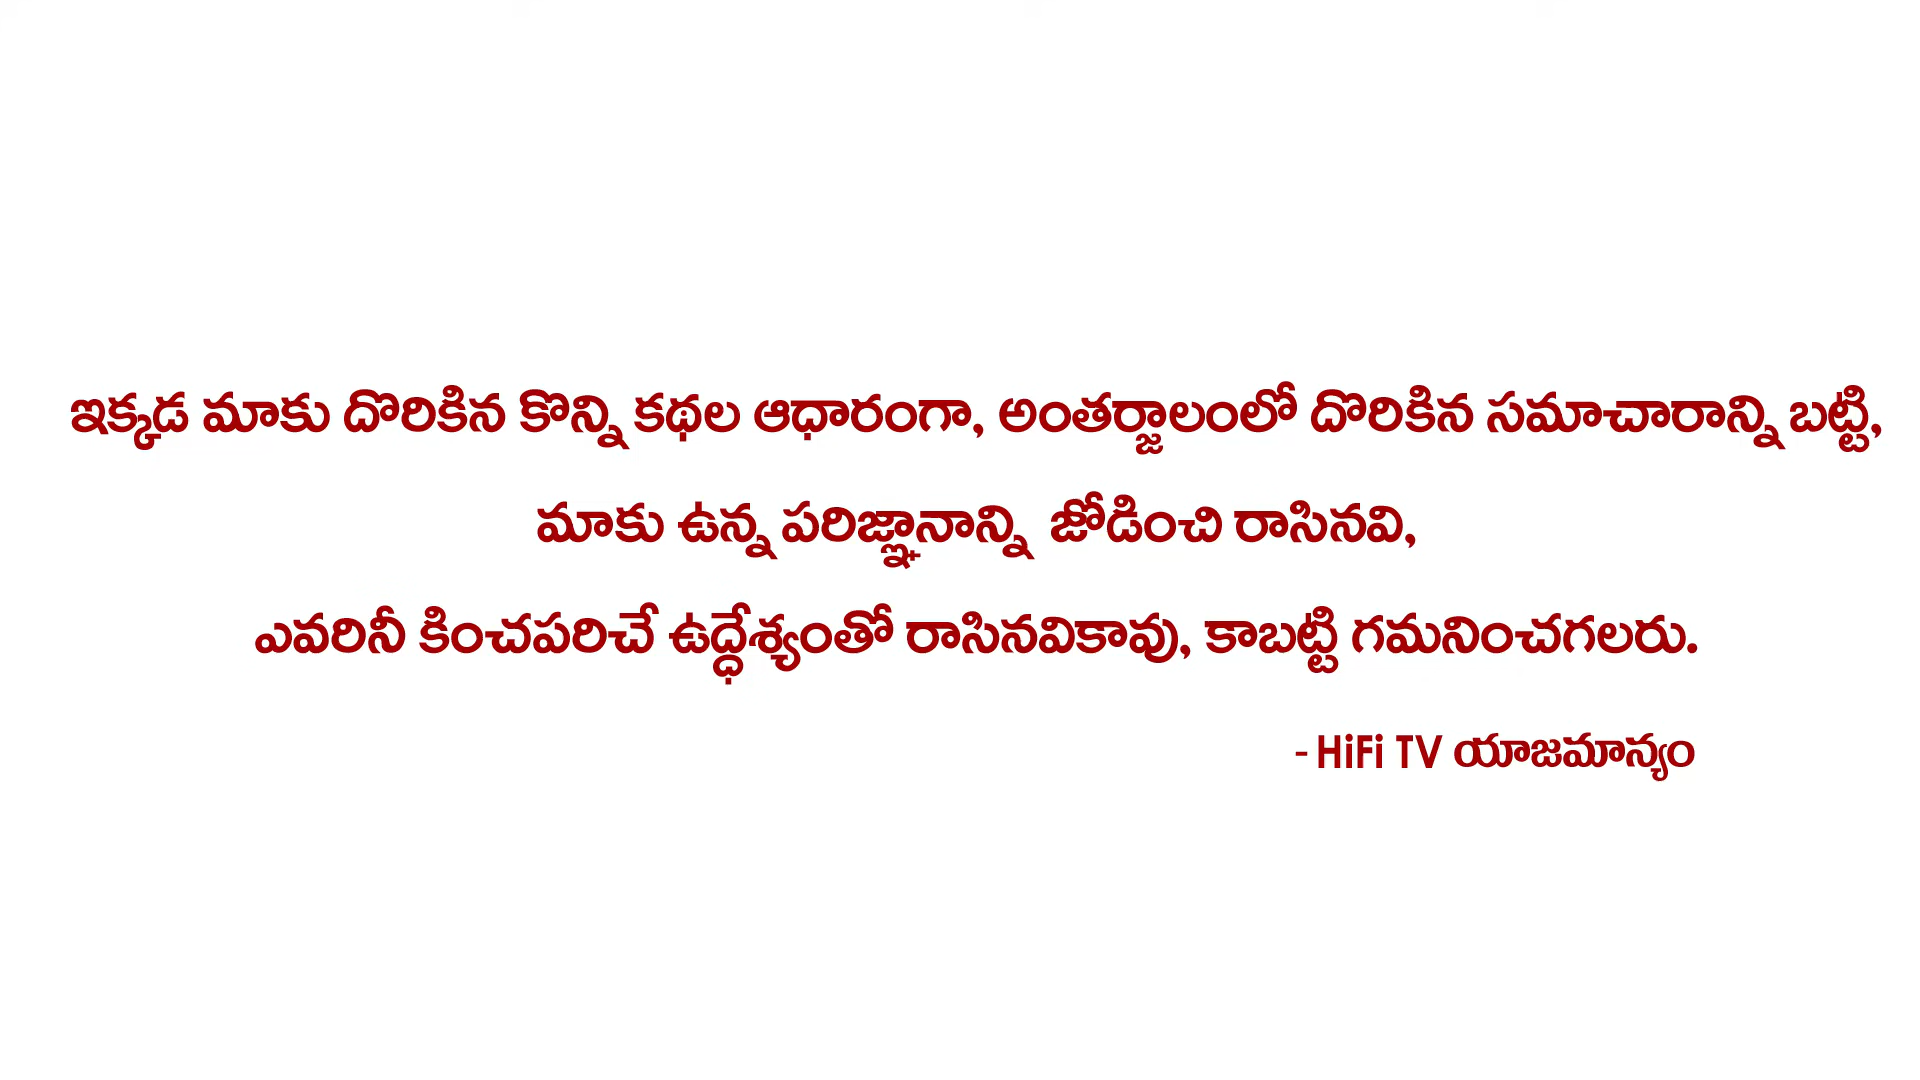 ఇక్కడ మాకు దొరికిన కొన్ని కథల ఆధారంగా, అంతర్జాలంలో దొరికిన సమాచారాన్ని బట్టి,
మాకు ఉన్న పరిజ్ఞానాన్ని జోడించి రాసినవి,
ఎవరినీ కించపరిచే ఉద్ధేశ్యంతో రాసినవికావు, కాబట్టి గమనించగలరు.
- HiFi TV యాజమాన్యం